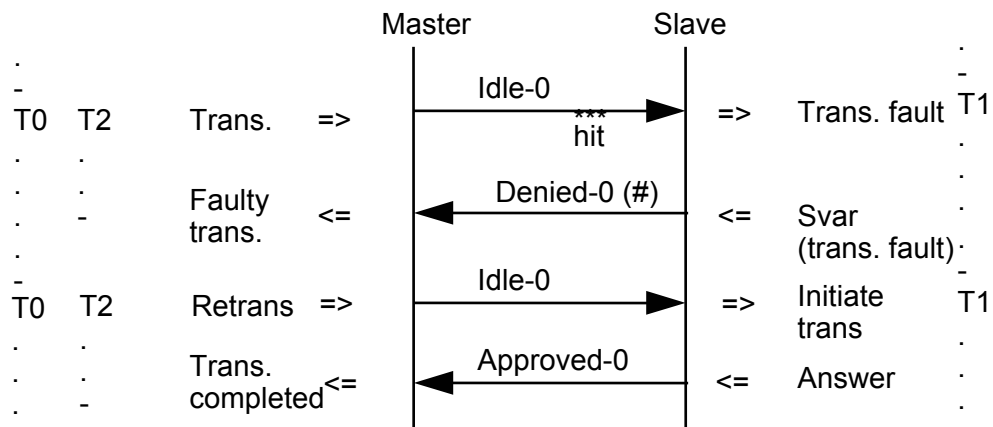 Master Slave
Idle-0
T0 T2 Trans. => *** => Trans. fault T1
hit
Denied-0 (#)
Faulty <= <= Svar
trans. (trans. fault)
Idle-0
T0 T2 Retrans => => Initiate T1
trans
Approved-0
Trans. <= <= Answer
completed